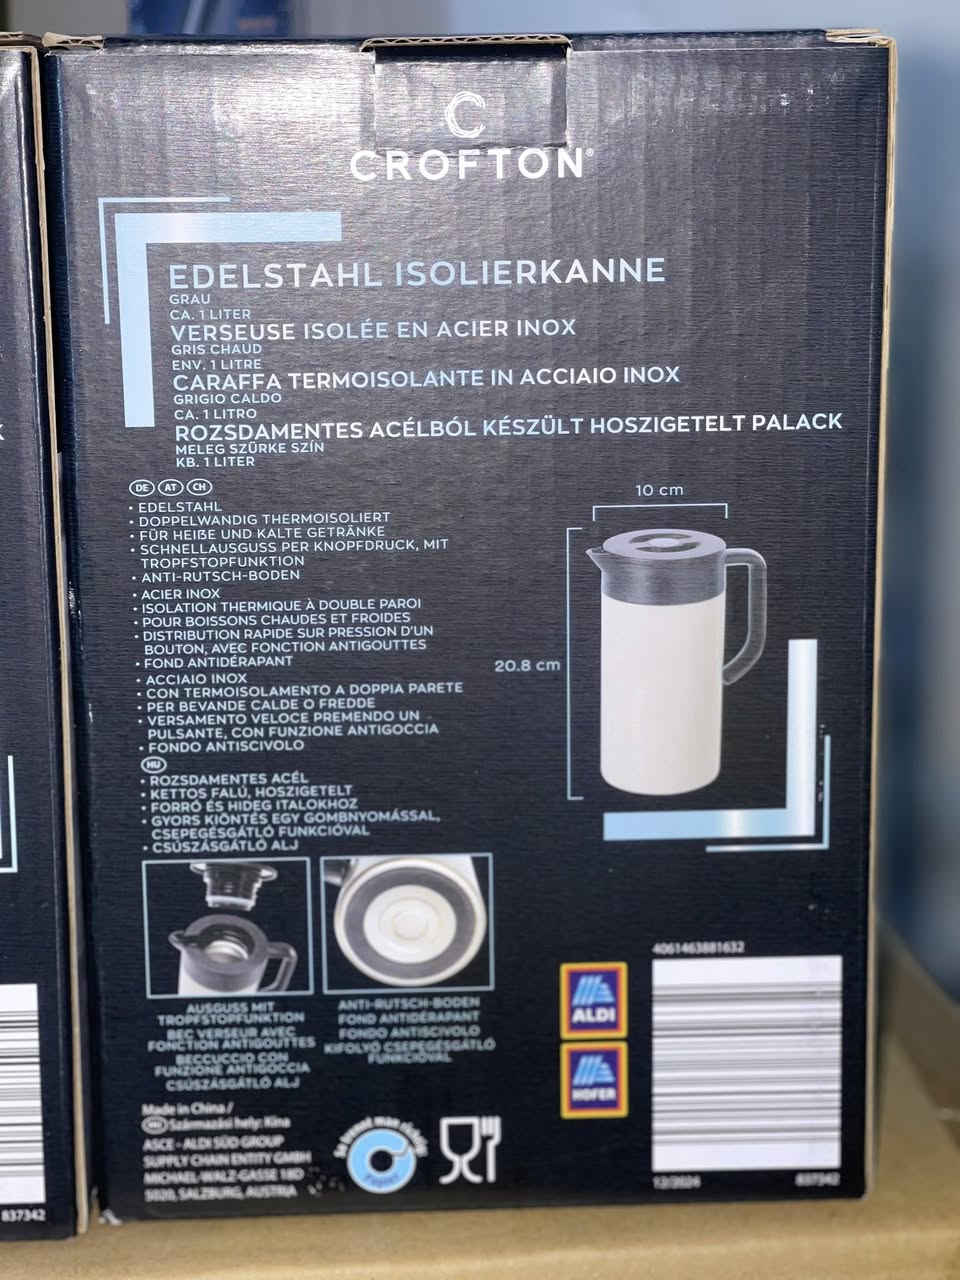 CROFTON®
EDELSTAHL ISOLIERKANNE
GRAU
CA. 1 LITER
VERSEUSE ISOLÉE EN ACIER INOX
GRIS CHAUD
ENV. 1 LITRE
CARAFFA TERMOISOLANTE IN ACCIAIO INOX
GRIGIO CALDO
CA. 1 LITRO
ROZSDAMENTES ACÉLBÓL KÉSZÜLT HOSZIGETELT PALACK
MELEG SZÜRKE SZÍN
KB. 1 LITER
DE AT CH
• EDELSTAHL
• DOPPELWANDIG THERMOISOLIERT
• FÜR HEIßE UND KALTE GETRÄNKE
• SCHNELLAUSGUSS PER KNOPFDRUCK, MIT
TROPFSTOPFUNKTION
• ANTI-RUTSCH-BODEN
• ACIER INOX
• ISOLATION THERMIQUE À DOUBLE PAROI
• POUR BOISSONS CHAUDES ET FROIDES
• DISTRIBUTION RAPIDE SUR PRESSION D'UN
BOUTON, AVEC FONCTION ANTIGOUTTES
• FOND ANTIDÉRAPANT
• ACCIAIO INOX
• CON TERMOISOLAMENTO A DOPPIA PARETE
• PER BEVANDE CALDE O FREDDE
• VERSAMENTO VELOCE PREMENDO UN
PULSANTE, CON FUNZIONE ANTIGOCCIA
• FONDO ANTISCIVOLO
HU
• ROZSDAMENTES ACÉL
• KETTOS FALÚ, HOSZIGETELT
• FORRÓ ÉS HIDEG ITALOKHOZ
• GYORS KIÖNTÉS EGY GOMBNYOMÁSSAL,
CSEPEGÉSGÁTLÓ FUNKCIÓVAL
• CSÚSZÁSGÁTLÓ ALJ
10 cm
20.8 cm
AUSGUSS MIT
TROPFSTOPFUNKTION
BEC VERSEUR AVEC
FONCTION ANTIGOUTTES
BECCUCCIO CON
FUNZIONE ANTIGOCCIA
CSÚSZÁSGÁTLÓ ALJ
ANTI-RUTSCH-BODEN
FOND ANTIDÉRAPANT
FONDO ANTISCIVOLO
KIFOLYÓ CSEPEGÉSGÁTLÓ
FUNKCIÓVAL
Made in China /
HU Származási hely: Kína
ASCE - ALDI SÜD GROUP
SUPPLY CHAIN ENTITY GMBH
MICHAEL-WALZ-GASSE 18D
5020, SALZBURG, AUSTRIA
So trennt man richtig!
ALDI
HOFER
4061463881632
12/2024
837342
837342